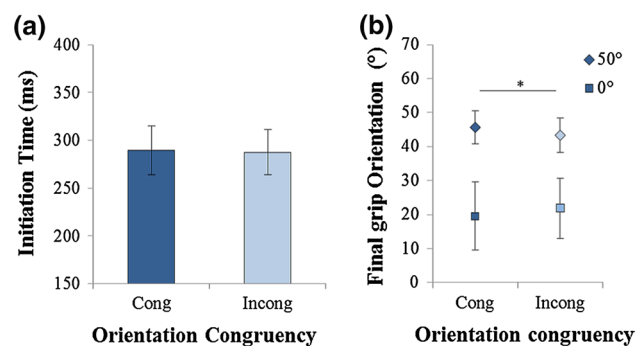 (a)
Initiation Time (ms)
400
350
300
250
200
150
Cong
Incong
Orientation Congruency
(b)
Final grip Orientation (°)
70
60
50
40
30
20
10
0
*
50°
0°
Cong
Incong
Orientation congruency